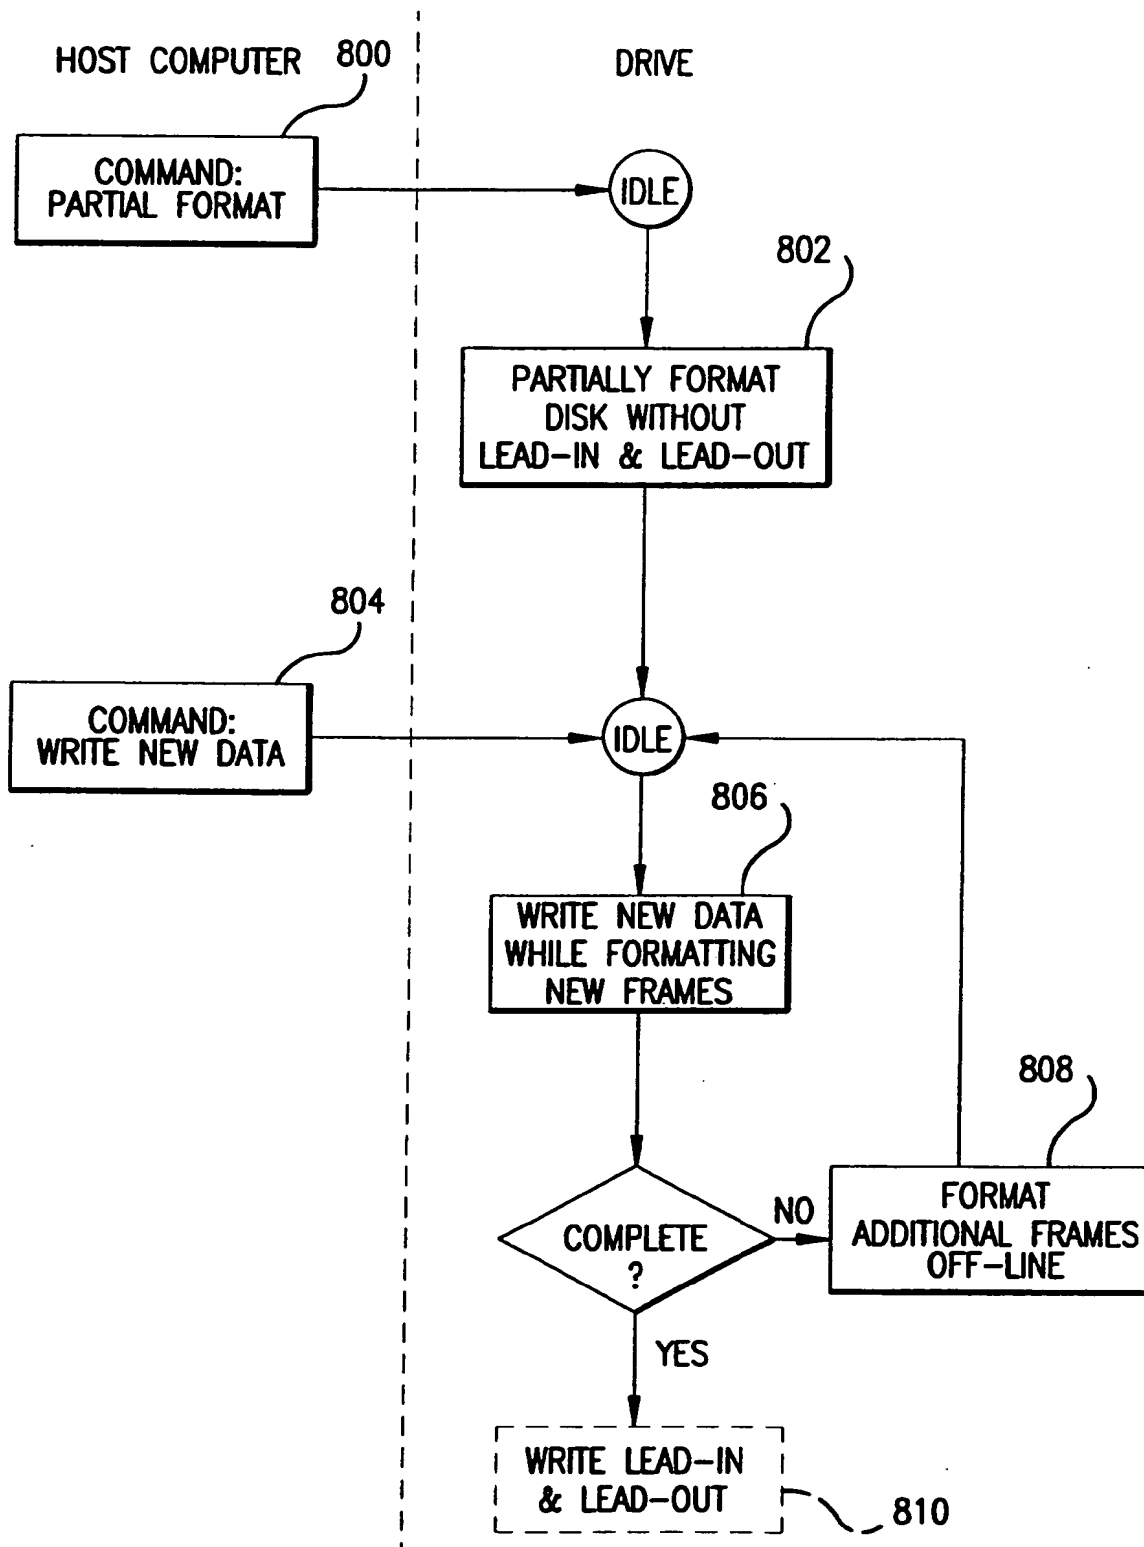 HOST COMPUTER
800
DRIVE
COMMAND:
PARTIAL FORMAT
IDLE
802
PARTIALLY FORMAT
DISK WITHOUT
LEAD-IN & LEAD-OUT
804
COMMAND:
WRITE NEW DATA
IDLE
806
WRITE NEW DATA
WHILE FORMATTING
NEW FRAMES
808
COMPLETE
?
NO
FORMAT
ADDITIONAL FRAMES
OFF-LINE
YES
WRITE LEAD-IN
& LEAD-OUT
810